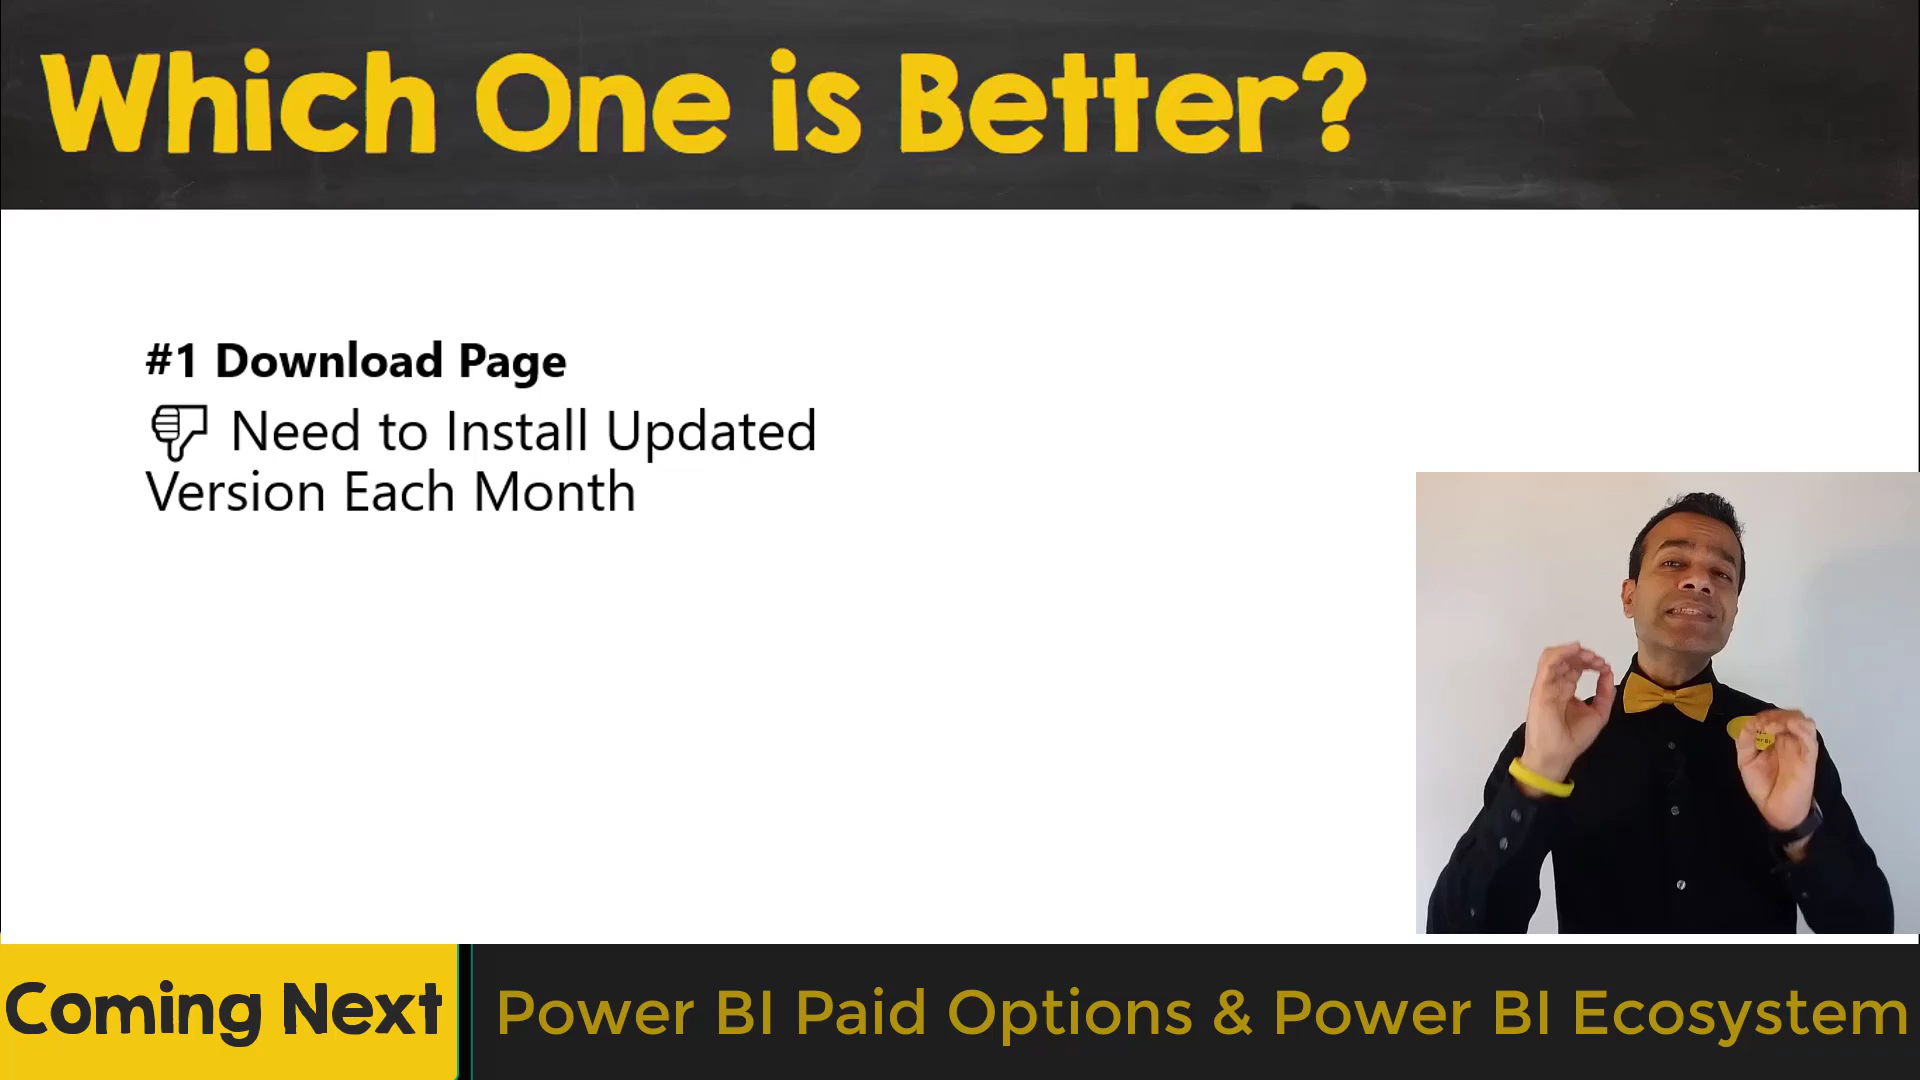 Which One is Better?
#1 Download Page
👎 Need to Install Updated
Version Each Month
Coming Next
Power BI Paid Options & Power BI Ecosystem